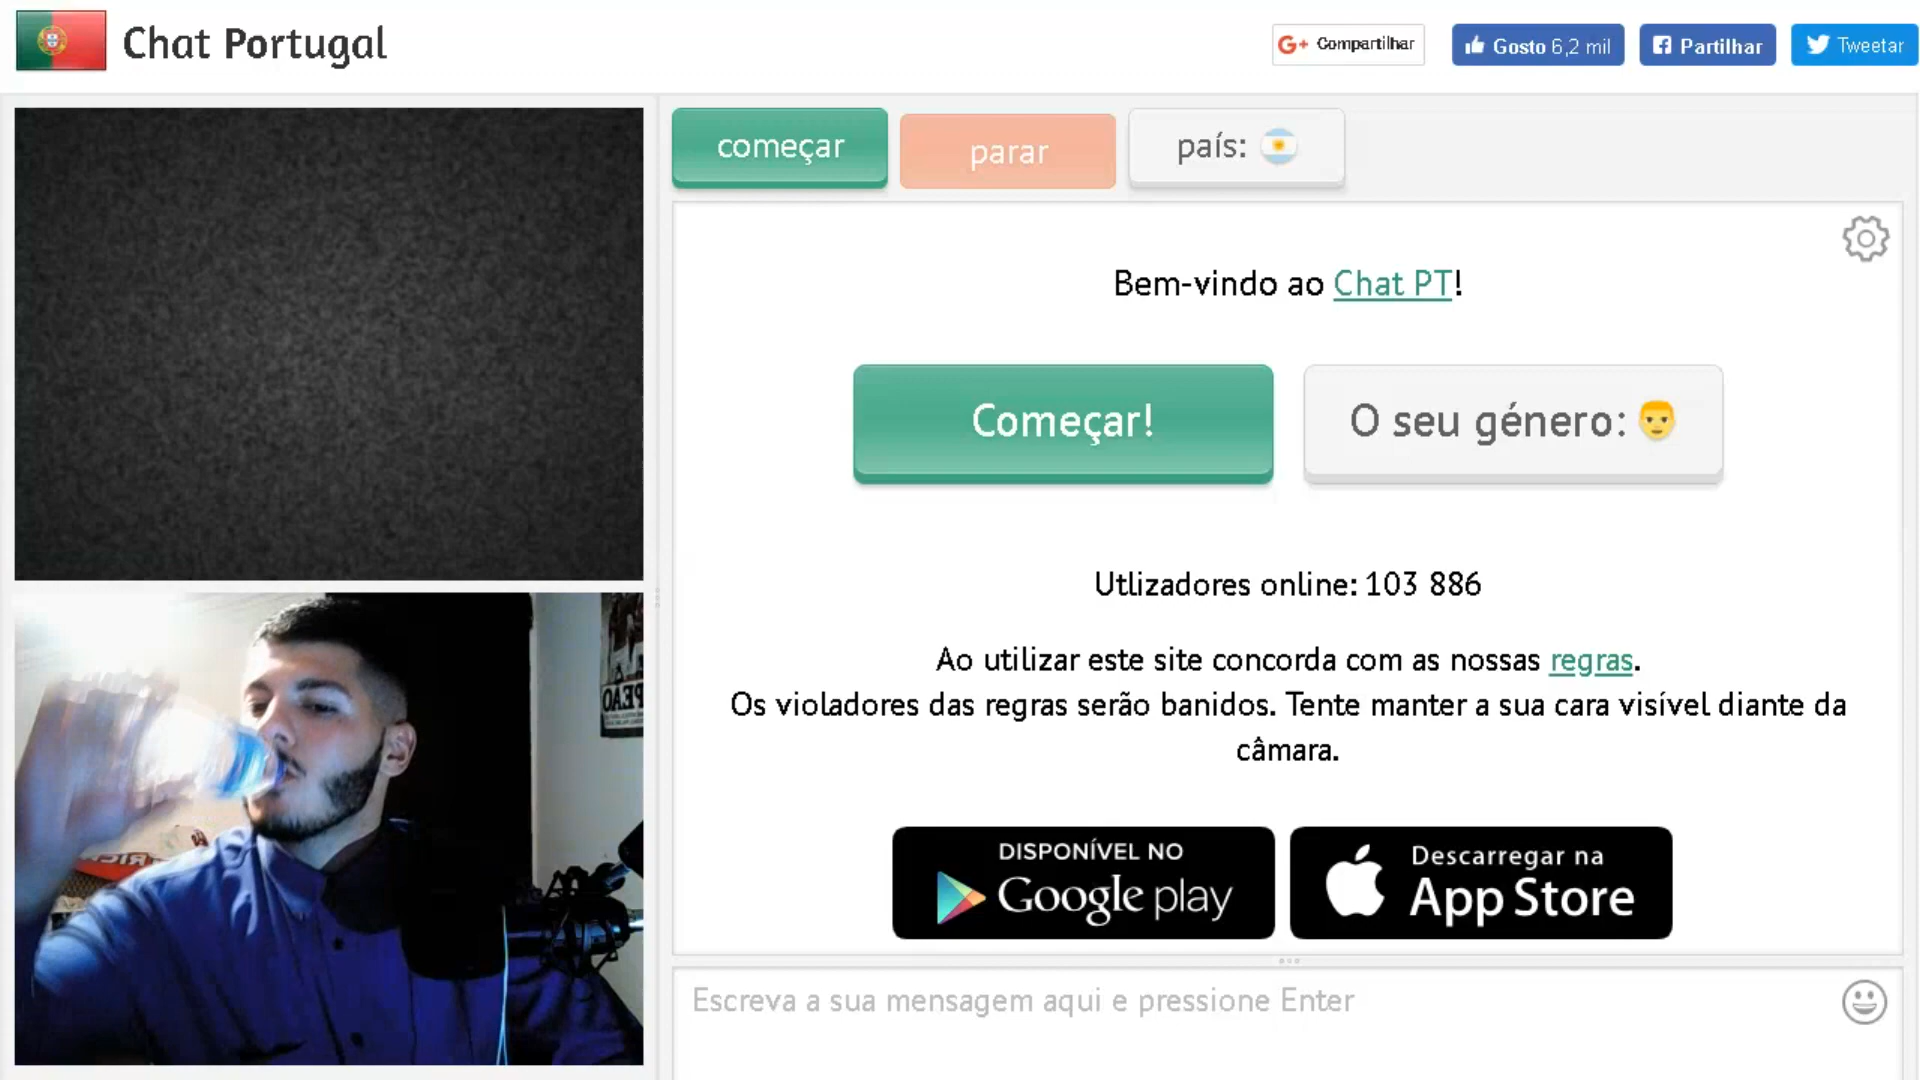 Chat Portugal
G+ Compartilhar
Gosto 6,2 mil
Partilhar
Tweetar
começar
parar
país:
Bem-vindo ao Chat PT!
Começar!
O seu género:
Utlizadores online: 103 886
Ao utilizar este site concorda com as nossas regras.
Os violadores das regras serão banidos. Tente manter a sua cara visível diante da
câmara.
DISPONÍVEL NO
Google play
Descarregar na
App Store
Escreva a sua mensagem aqui e pressione Enter